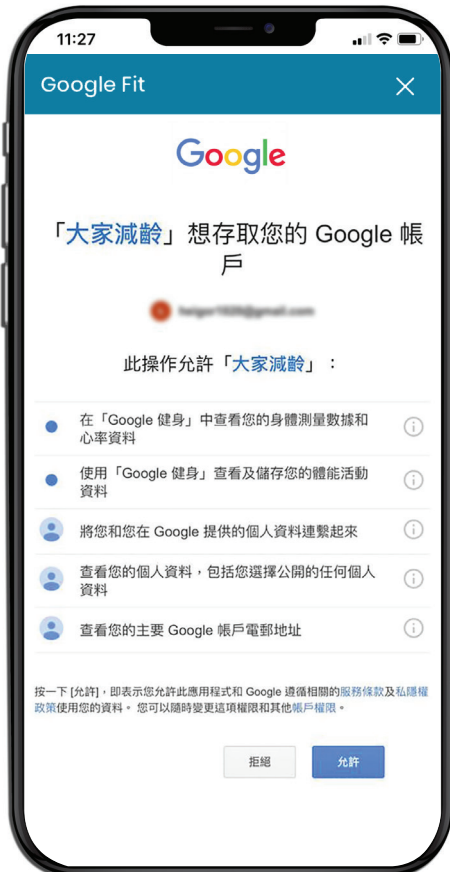 11:27
Google Fit
Google
「大家減齡」想存取您的 Google 帳
戶
此操作允許「大家減齡」：
在「Google 健身」中查看您的身體測量數據和
心率資料
使用「Google 健身」查看及儲存您的體能活動
資料
將您和您在 Google 提供的個人資料連繫起來
查看您的個人資料，包括您選擇公開的任何個人
資料
查看您的主要 Google 帳戶電郵地址
按一下 [允許]，即表示您允許此應用程式和 Google 遵循相關的服務條款及私隱權
政策使用您的資料。 您可以隨時變更這項權限和其他帳戶權限。
拒絕
允許